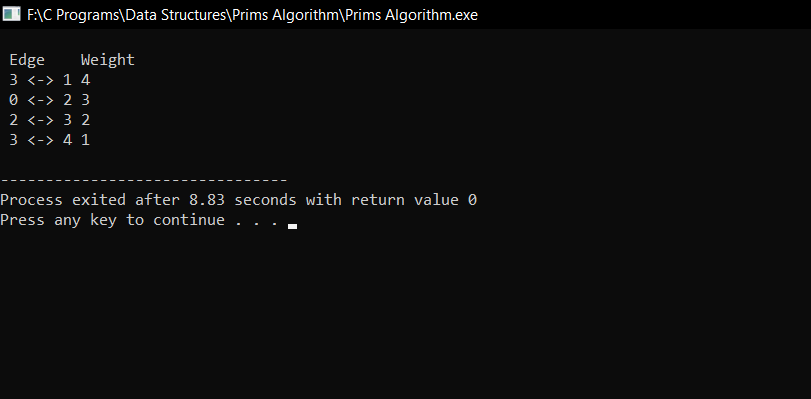 F:\C Programs\Data Structures\Prims Algorithm\Prims Algorithm.exe
Edge    Weight
3 <-> 1 4
0 <-> 2 3
2 <-> 3 2
3 <-> 4 1
--------------------------------
Process exited after 8.83 seconds with return value 0
Press any key to continue . . .